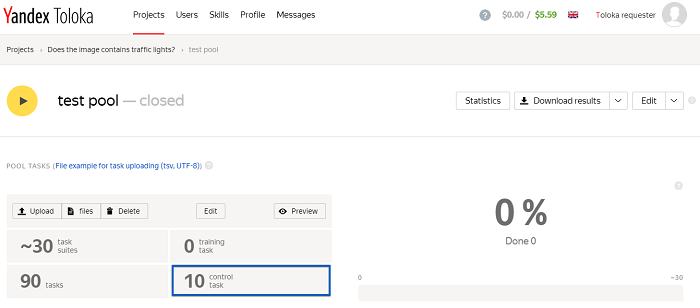 Yandex Toloka Projects Users Skills Profile Messages ? $0.00 / $5.59 Toloka requester
Projects › Does the image contains traffic lights? › test pool
test pool — closed Statistics Download results Edit
POOL TASKS (File example for task uploading (tsv, UTF-8)) ?
Upload files Delete Edit Preview
~30 task suites
0 training task
90 tasks
10 control task
?
0 %
Done 0
0 ~30